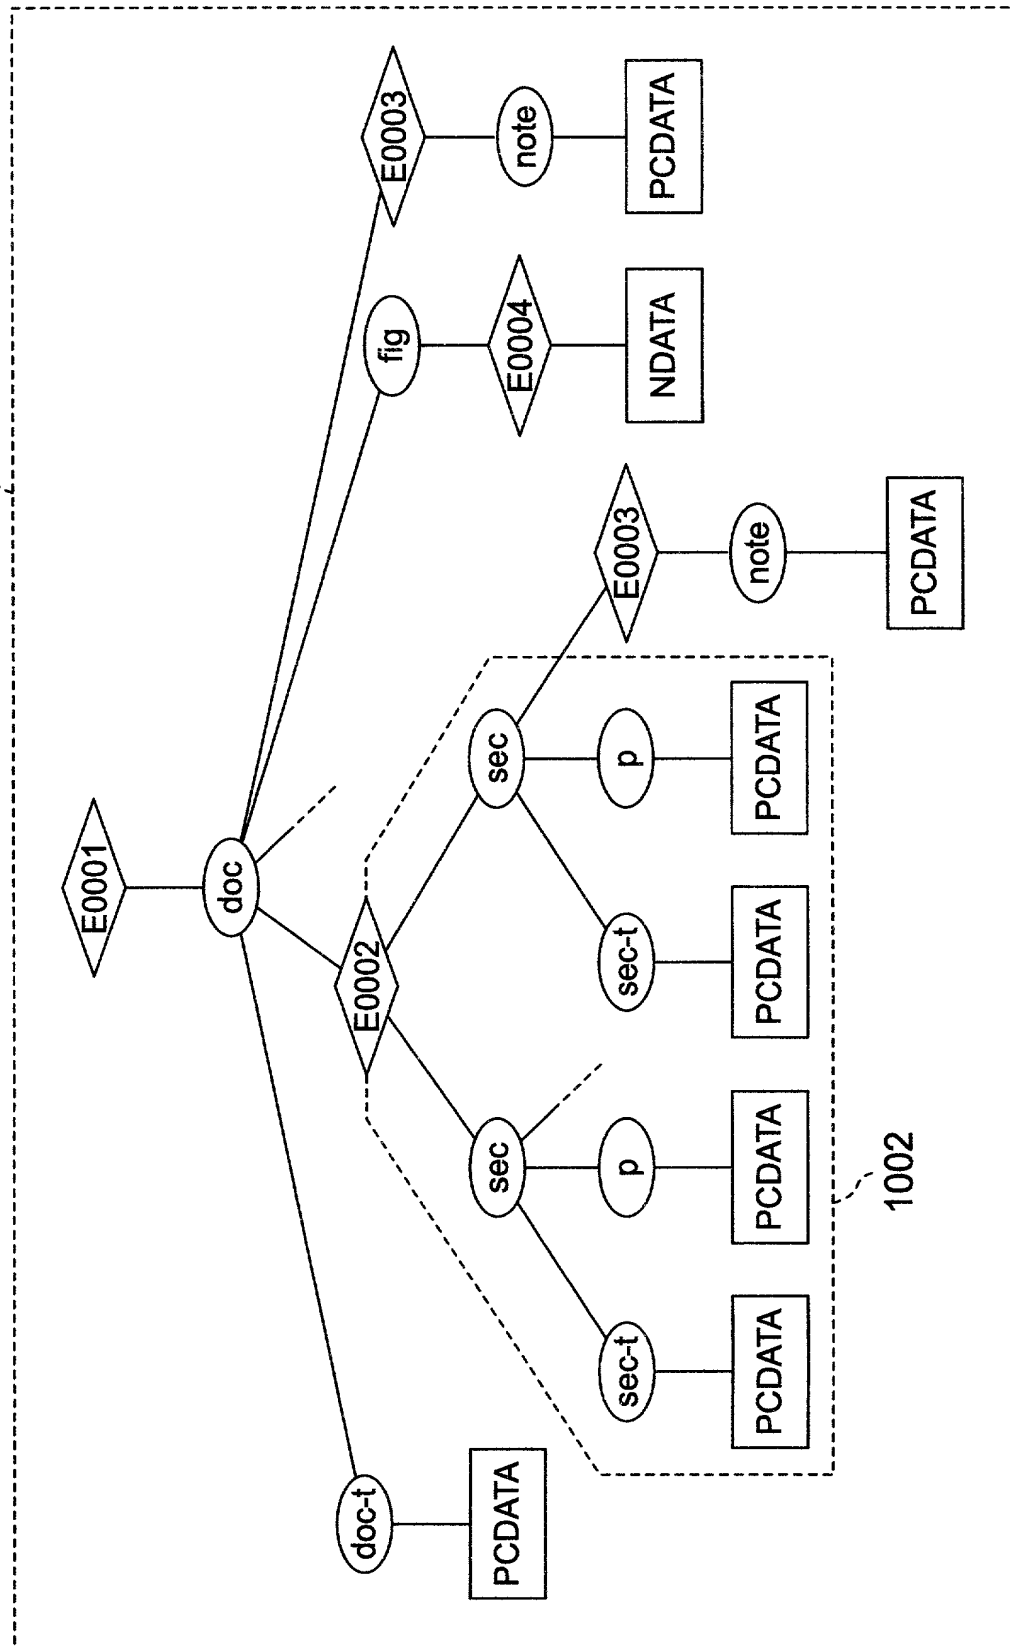 E0001
doc
doc-t
E0002
fig
E0003
PCDATA
sec
sec
E0004
note
sec-t
p
sec-t
p
E0003
NDATA
PCDATA
PCDATA
PCDATA
PCDATA
PCDATA
note
PCDATA
1002